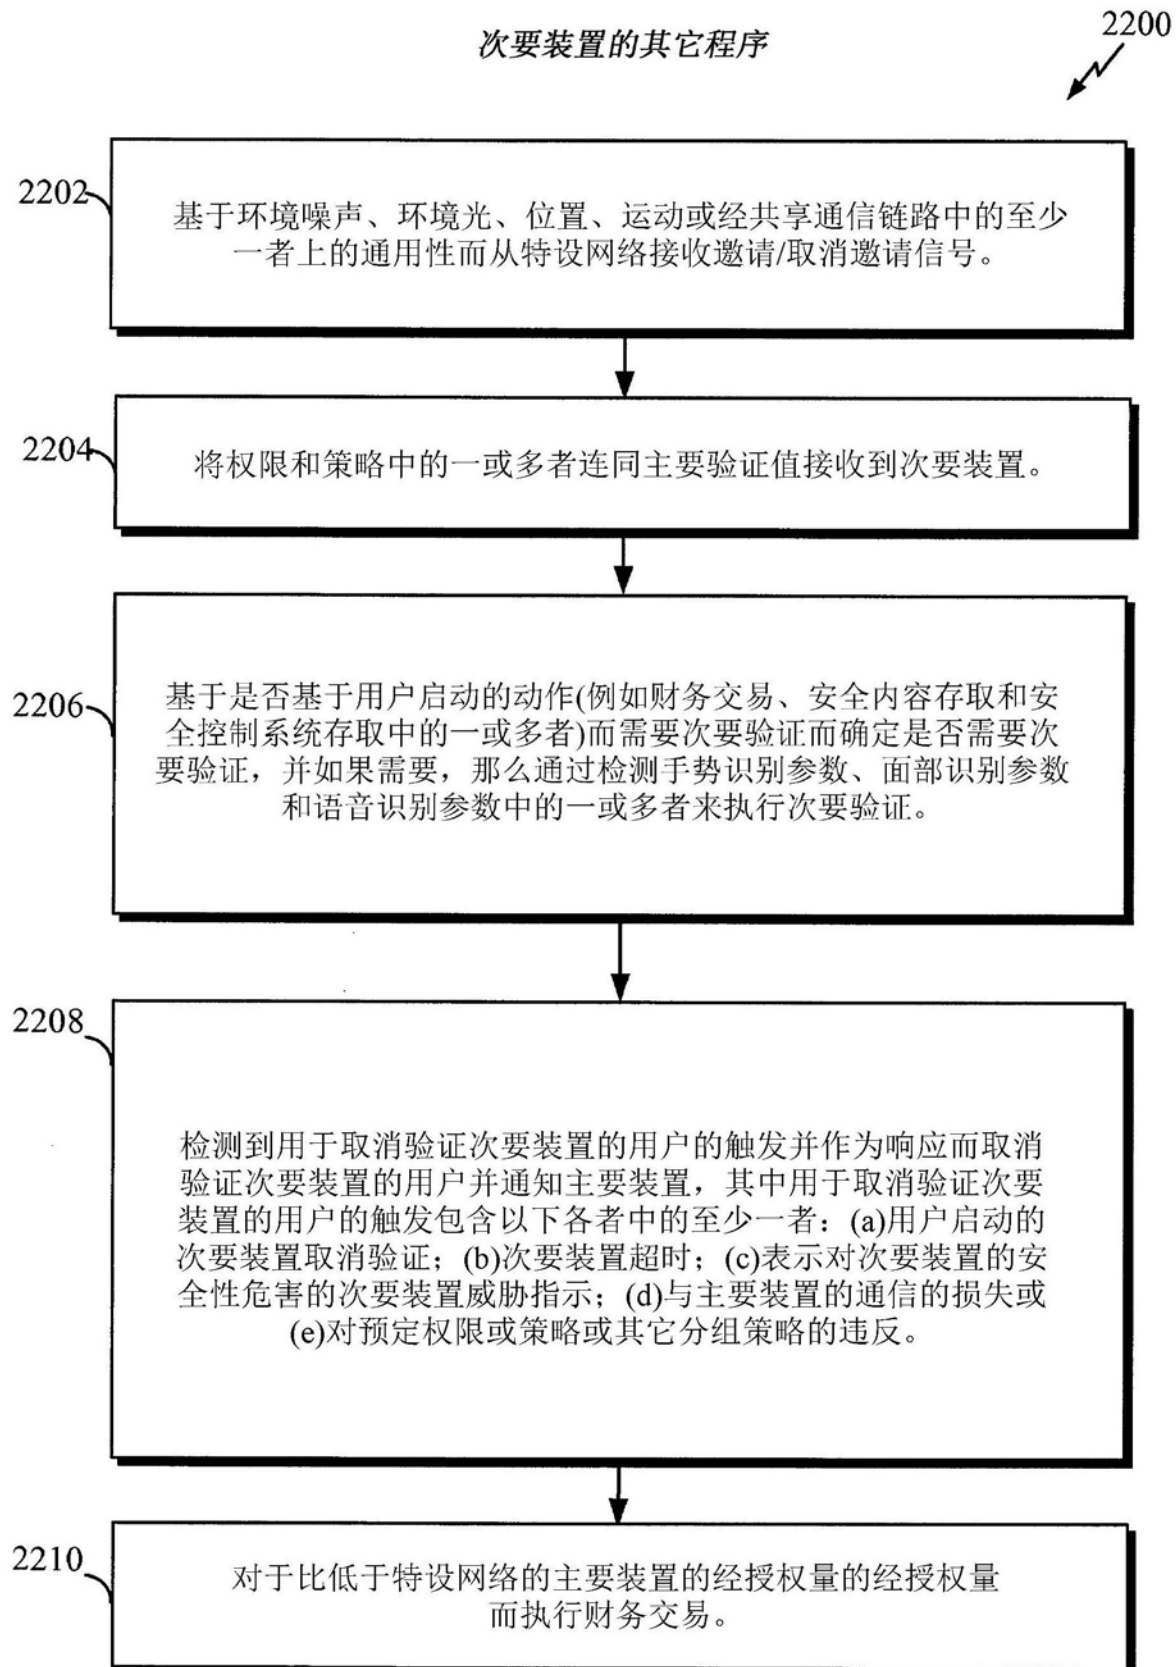 次要装置的其它程序
2200
2202
基于环境噪声、环境光、位置、运动或经共享通信链路中的至少
一者上的通用性而从特设网络接收邀请/取消邀请信号。
2204
将权限和策略中的一或多者连同主要验证值接收到次要装置。
2206
基于是否基于用户启动的动作(例如财务交易、安全内容存取和安
全控制系统存取中的一或多者)而需要次要验证而确定是否需要次
要验证，并如果需要，那么通过检测手势识别参数、面部识别参数
和语音识别参数中的一或多者来执行次要验证。
2208
检测到用于取消验证次要装置的用户的触发并作为响应而取消
验证次要装置的用户并通知主要装置，其中用于取消验证次要
装置的用户的触发包含以下各者中的至少一者：(a)用户启动的
次要装置取消验证；(b)次要装置超时；(c)表示对次要装置的安
全性危害的次要装置威胁指示；(d)与主要装置的通信的损失或
(e)对预定权限或策略或其它分组策略的违反。
2210
对于比低于特设网络的主要装置的经授权量的经授权量
而执行财务交易。